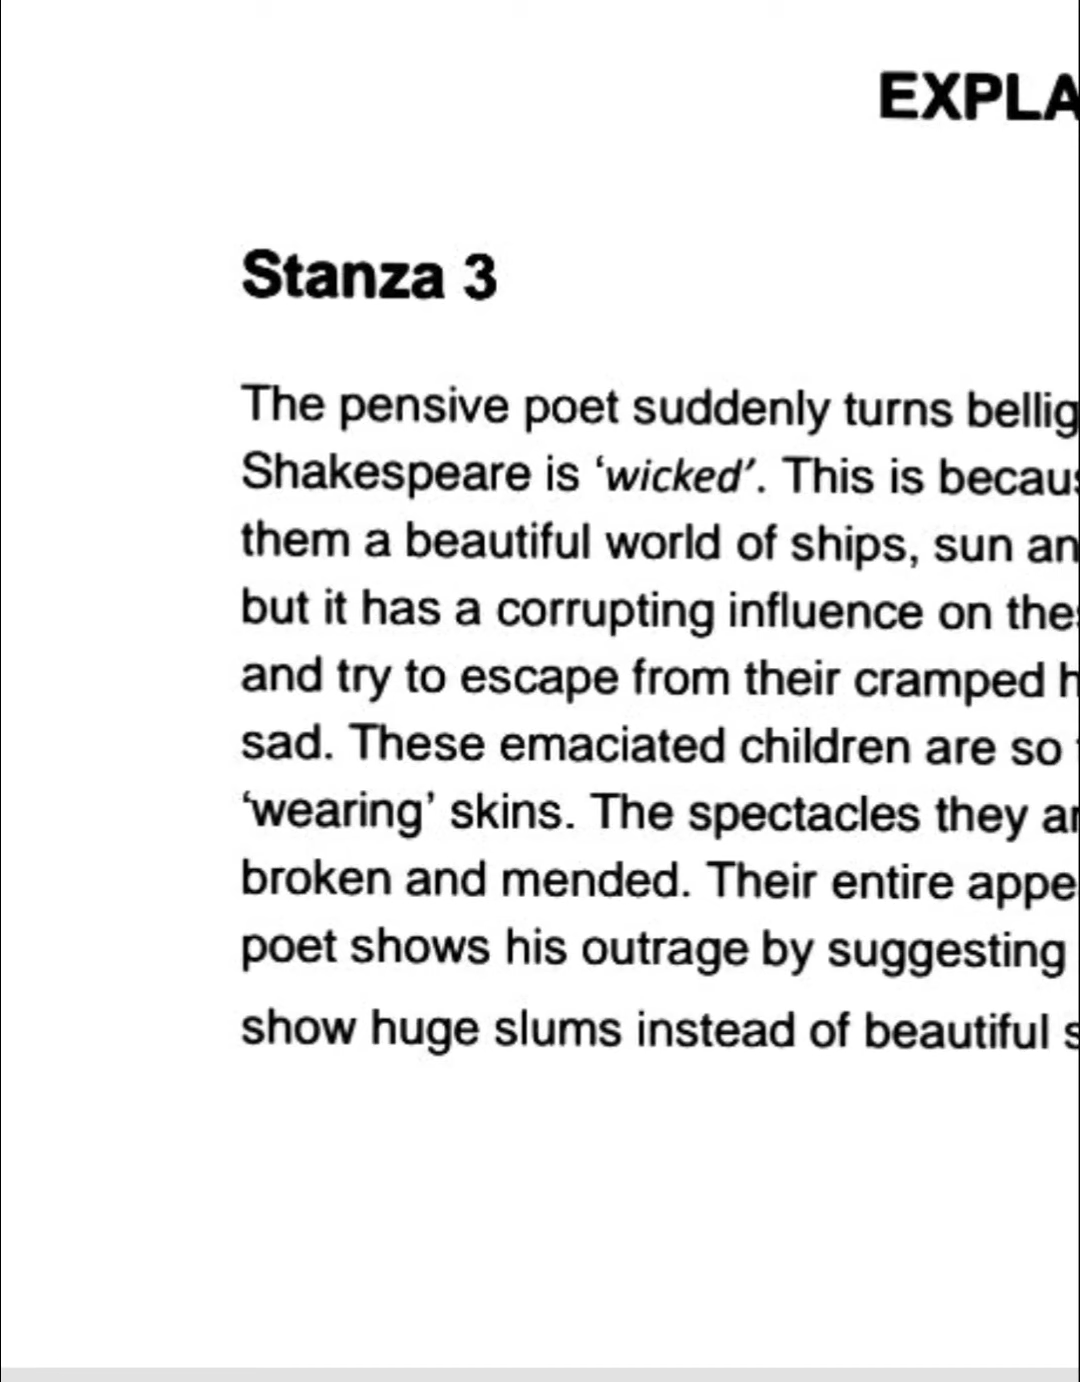 EXPLA
Stanza 3
The pensive poet suddenly turns bellig
Shakespeare is ‘wicked’. This is becau
them a beautiful world of ships, sun an
but it has a corrupting influence on the
and try to escape from their cramped h
sad. These emaciated children are so
‘wearing’ skins. The spectacles they ar
broken and mended. Their entire appe
poet shows his outrage by suggesting
show huge slums instead of beautiful s